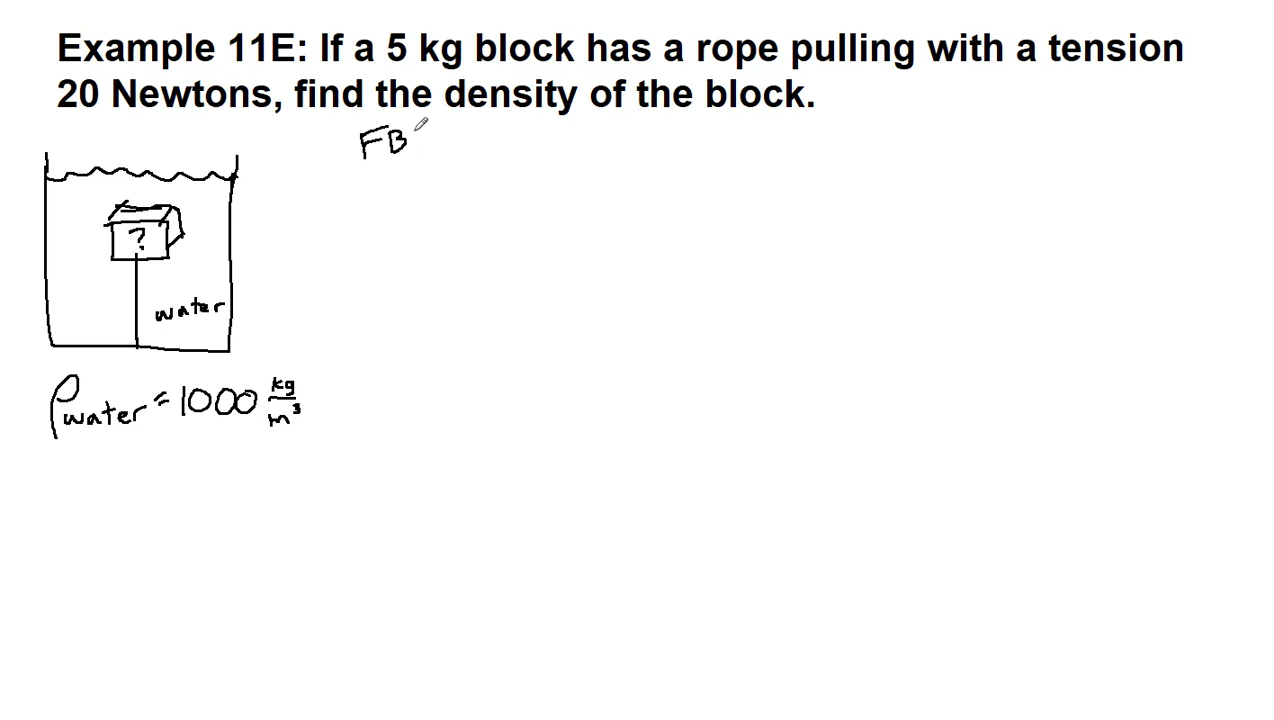 Example 11E: If a 5 kg block has a rope pulling with a tension
20 Newtons, find the density of the block.
FB
?
water
ρwater = 1000 kg/m³